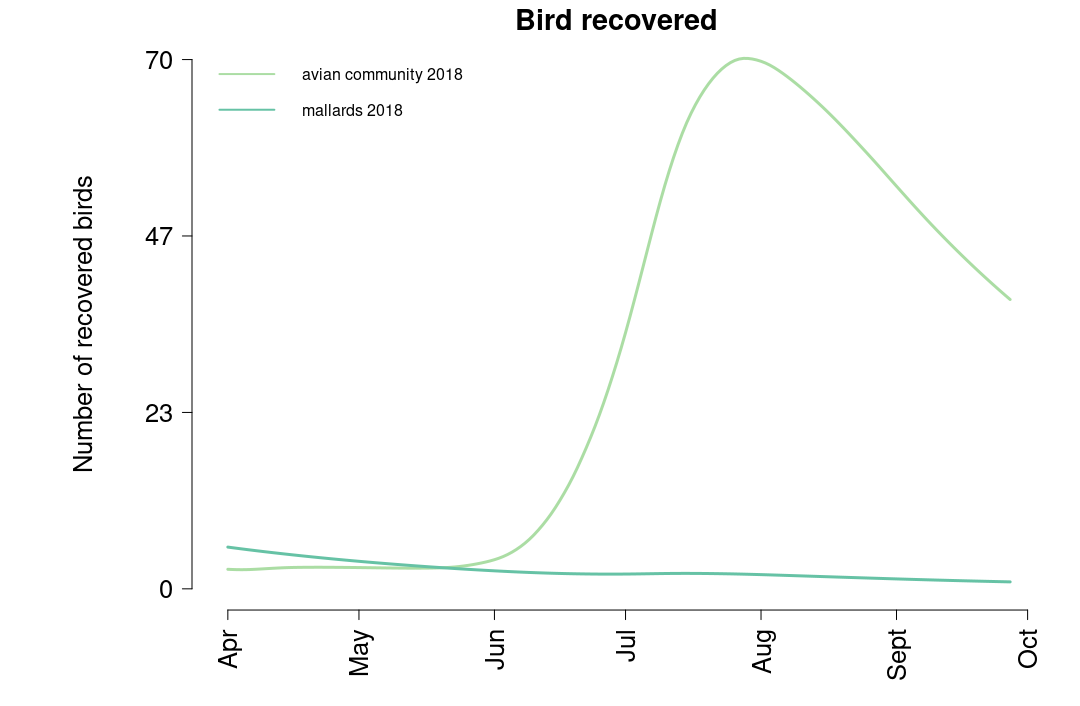 Bird recovered
avian community 2018
mallards 2018
Number of recovered birds
70
47
23
0
Apr
May
Jun
Jul
Aug
Sept
Oct